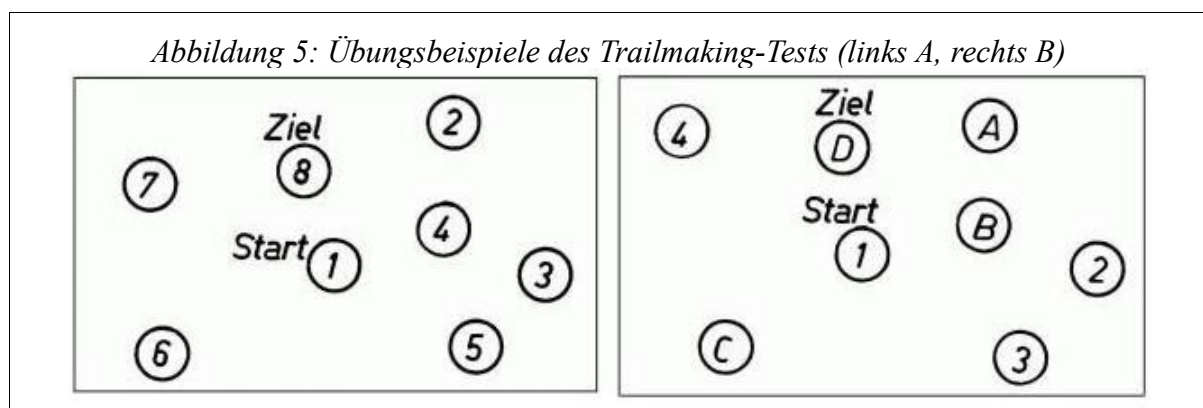 Abbildung 5: Übungsbeispiele des Trailmaking-Tests (links A, rechts B)
Ziel
2
8
7
4
Start
1
3
6
5
Ziel
4
D
A
Start
B
1
2
C
3